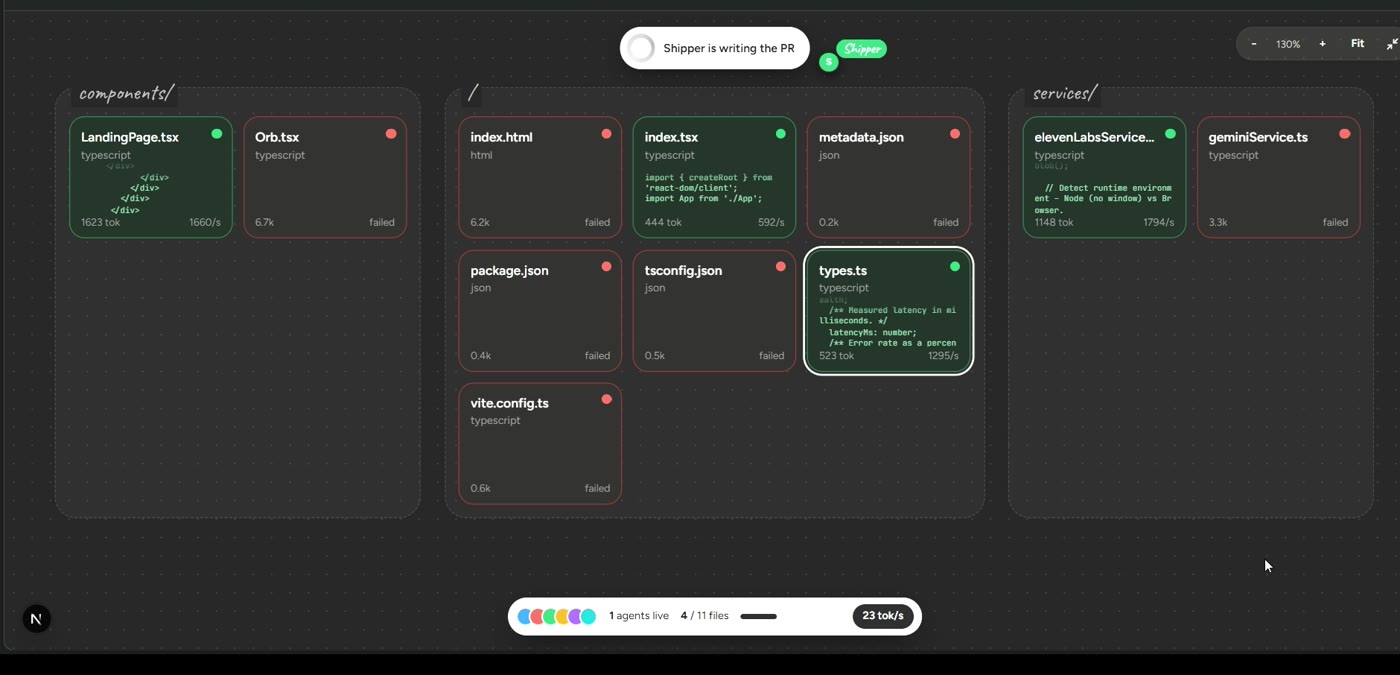 Shipper is writing the PR
Shipper
S
- 130% + Fit
components/
LandingPage.tsx
typescript
</div>
</div>
</div>
</div>
</div>
1623 tok 1660/s
Orb.tsx
typescript
6.7k failed
/
index.html
html
6.2k failed
index.tsx
typescript
import { createRoot } from
'react-dom/client';
import App from './App';
444 tok 592/s
metadata.json
json
0.2k failed
package.json
json
0.4k failed
tsconfig.json
json
0.5k failed
types.ts
typescript
ealth;
/** Measured latency in mi
lliseconds. */
latencyMs: number;
/** Error rate as a percen
523 tok 1295/s
vite.config.ts
typescript
0.6k failed
services/
elevenLabsService...
typescript
blob();
// Detect runtime environm
ent – Node (no window) vs Br
owser.
1148 tok 1794/s
geminiService.ts
typescript
3.3k failed
N
1 agents live 4 / 11 files 23 tok/s